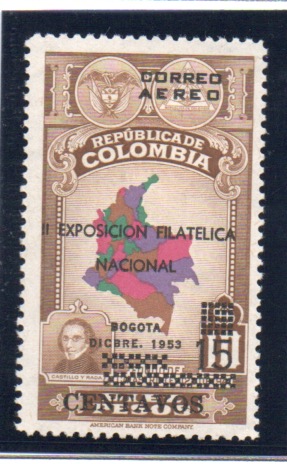 CORREO
AEREO
REPÚBLICA DE
COLOMBIA
II EXPOSICION FILATELICA
NACIONAL
BOGOTA
DICBRE. 1953
15
CASTILLO Y RADA
CENTAVOS
AMERICAN BANK NOTE COMPANY